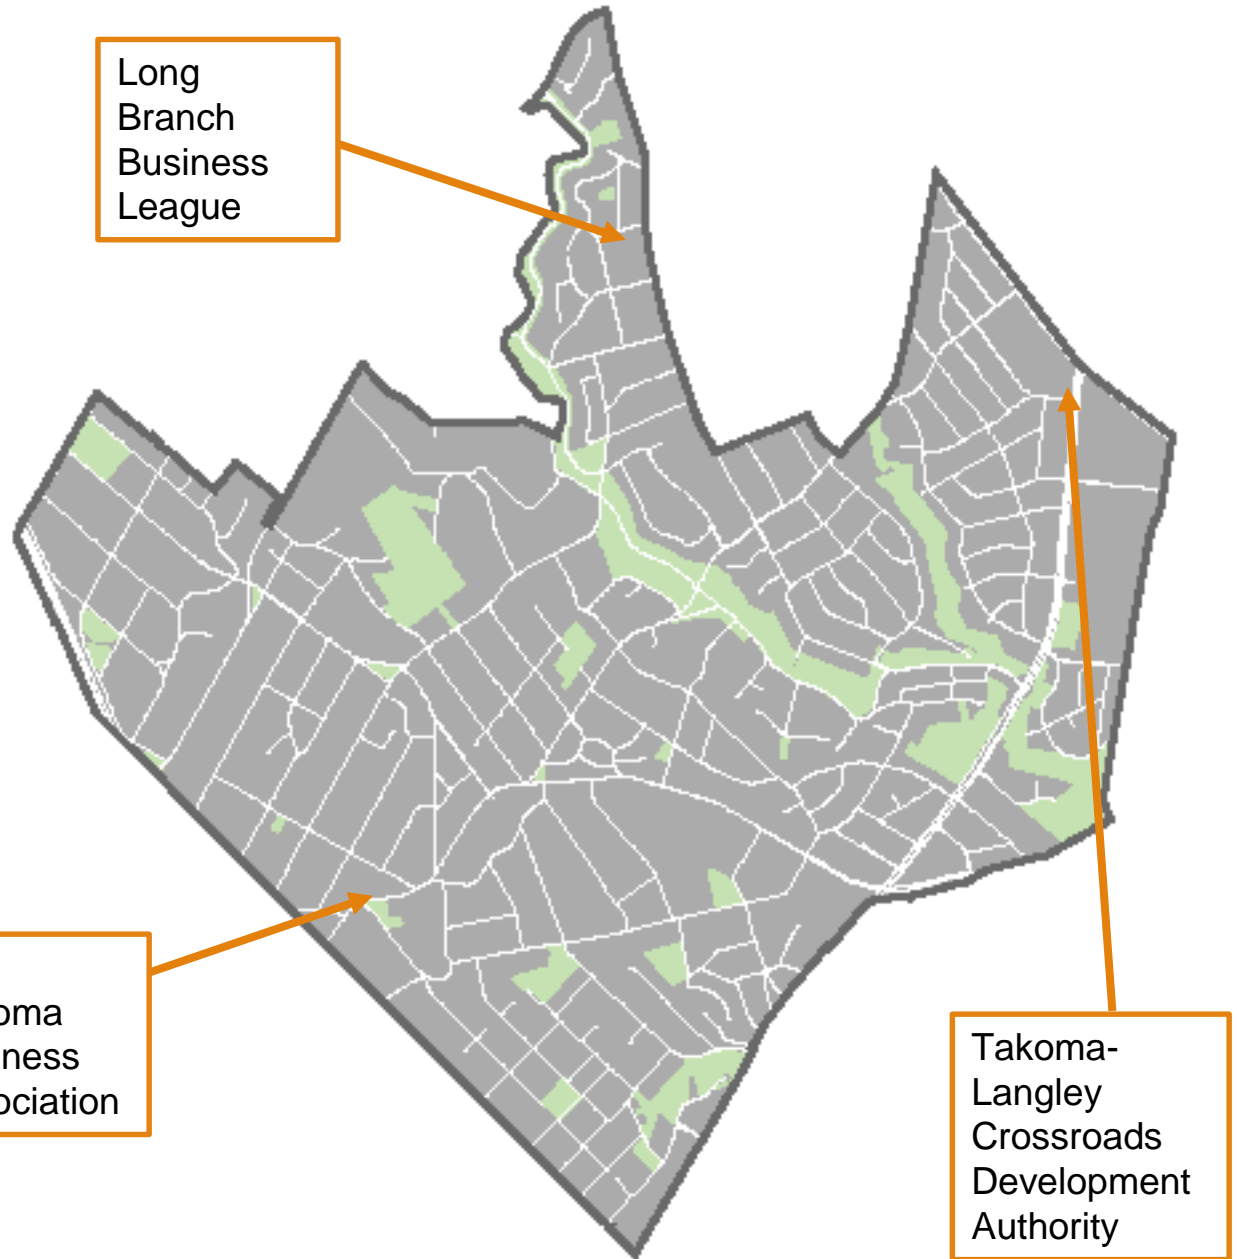 Long
Branch
Business
League
oma
ness
ociation
Takoma-
Langley
Crossroads
Development
Authority